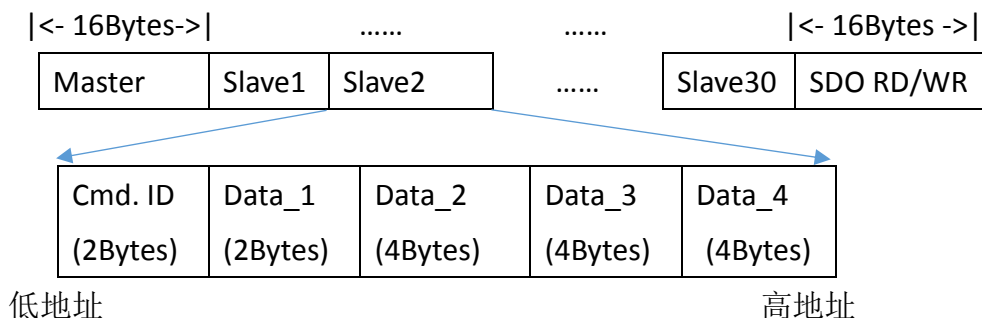 |<- 16Bytes->| …… …… |<- 16Bytes ->|
Master Slave1 Slave2 …… Slave30 SDO RD/WR
Cmd. ID Data_1 Data_2 Data_3 Data_4
(2Bytes) (2Bytes) (4Bytes) (4Bytes) (4Bytes)
低地址 高地址